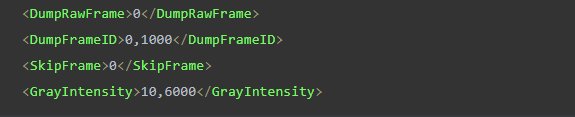 <DumpRawFrame>0</DumpRawFrame>
<DumpFrameID>0,1000</DumpFrameID>
<SkipFrame>0</SkipFrame>
<GrayIntensity>10,6000</GrayIntensity>